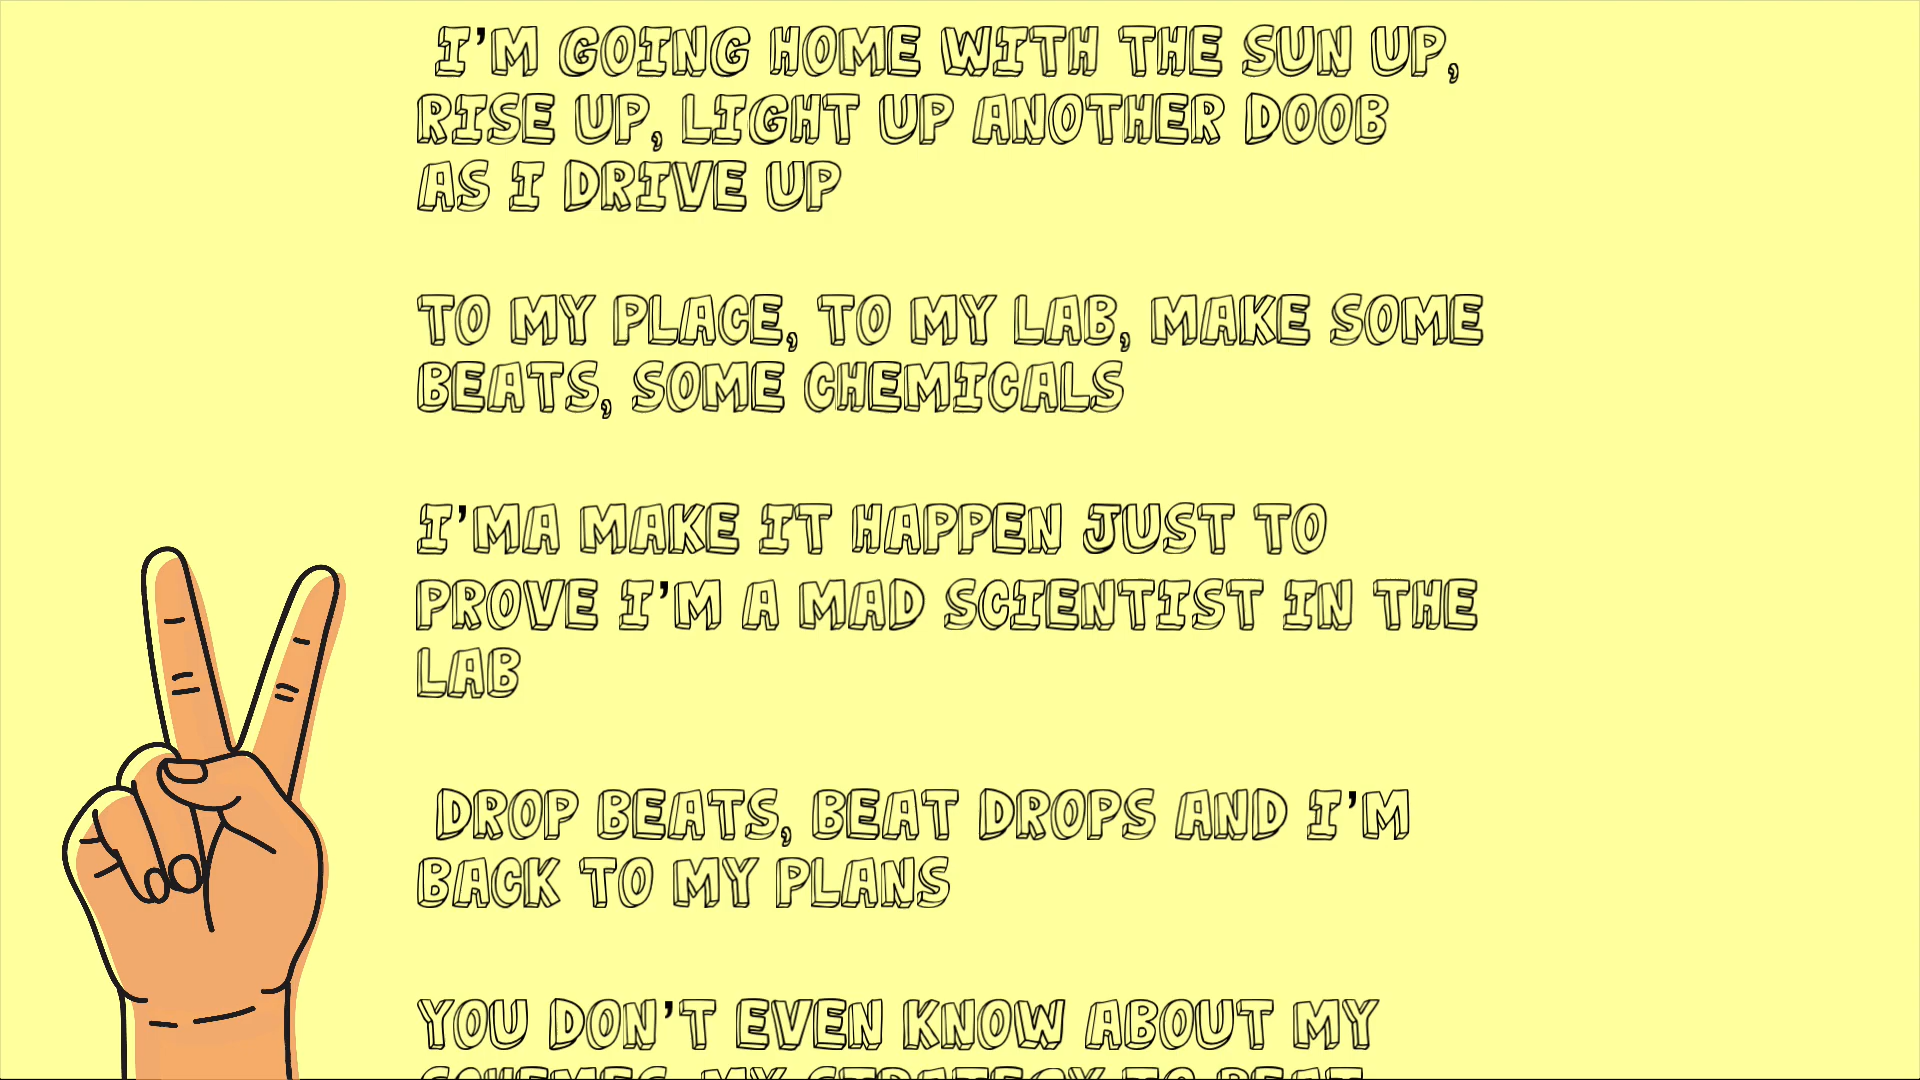 I'M GOING HOME WITH THE SUN UP,
RISE UP, LIGHT UP ANOTHER DOOB
AS I DRIVE UP
TO MY PLACE, TO MY LAB, MAKE SOME
BEATS, SOME CHEMICALS
I'MA MAKE IT HAPPEN JUST TO
PROVE I'M A MAD SCIENTIST IN THE
LAB
DROP BEATS, BEAT DROPS AND I'M
BACK TO MY PLANS
YOU DON'T EVEN KNOW ABOUT MY